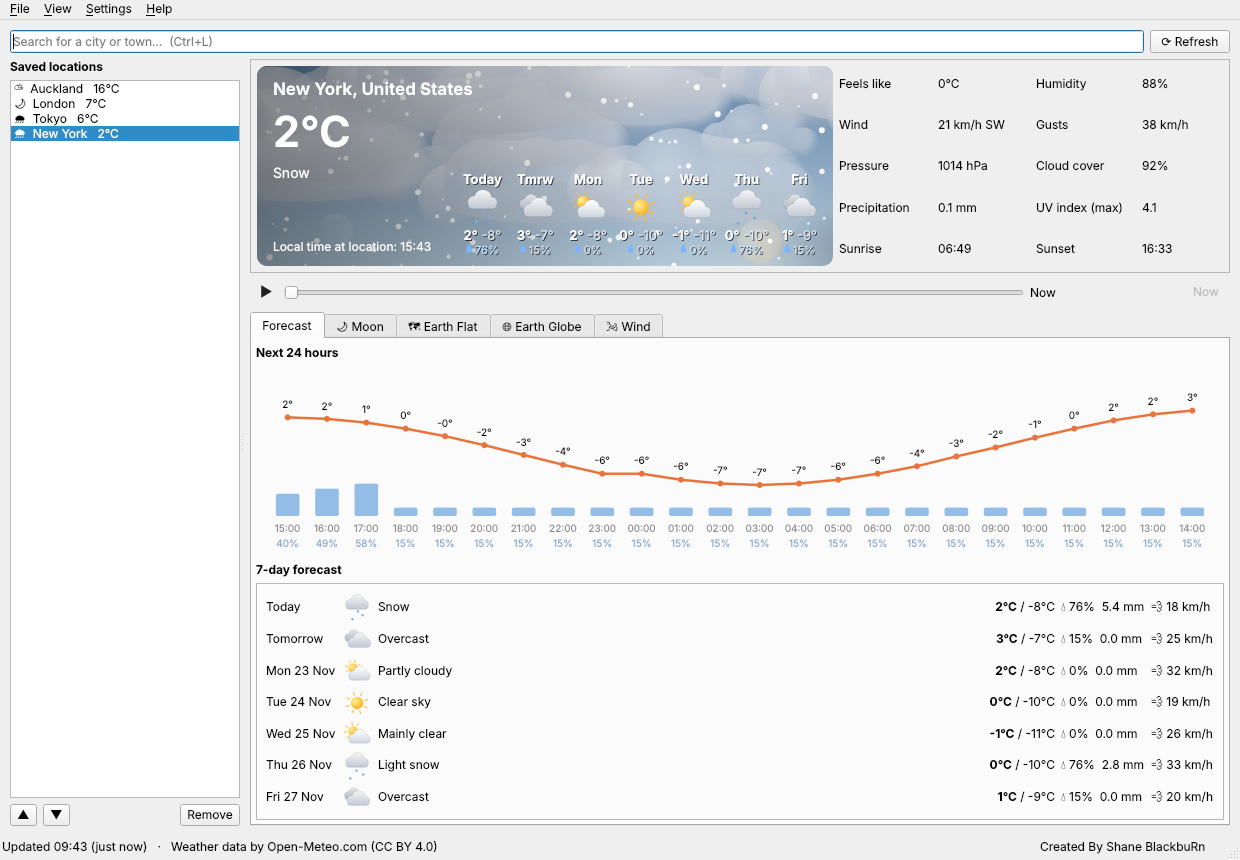 File View Settings Help
Search for a city or town... (Ctrl+L)
⟳ Refresh
Saved locations
Auckland 16°C
London 7°C
Tokyo 6°C
New York 2°C
New York, United States
2°C
Snow
Today Tmrw Mon Tue Wed Thu Fri
2° -8° 3° -7° 2° -8° 0° -10° -1° -11° 0° -10° 1° -9°
76% 15% 0% 0% 0% 76% 15%
Local time at location: 15:43
Feels like 0°C Humidity 88%
Wind 21 km/h SW Gusts 38 km/h
Pressure 1014 hPa Cloud cover 92%
Precipitation 0.1 mm UV index (max) 4.1
Sunrise 06:49 Sunset 16:33
Now Now
Forecast Moon Earth Flat Earth Globe Wind
Next 24 hours
2° 2° 1° 0° -0° -2° -3° -4° -6° -6° -6° -7° -7° -7° -6° -6° -4° -3° -2° -1° 0° 2° 2° 3°
15:00 16:00 17:00 18:00 19:00 20:00 21:00 22:00 23:00 00:00 01:00 02:00 03:00 04:00 05:00 06:00 07:00 08:00 09:00 10:00 11:00 12:00 13:00 14:00
40% 49% 58% 15% 15% 15% 15% 15% 15% 15% 15% 15% 15% 15% 15% 15% 15% 15% 15% 15% 15% 15% 15% 15%
7-day forecast
Today Snow 2°C / -8°C 76% 5.4 mm 18 km/h
Tomorrow Overcast 3°C / -7°C 15% 0.0 mm 25 km/h
Mon 23 Nov Partly cloudy 2°C / -8°C 0% 0.0 mm 32 km/h
Tue 24 Nov Clear sky 0°C / -10°C 0% 0.0 mm 19 km/h
Wed 25 Nov Mainly clear -1°C / -11°C 0% 0.0 mm 26 km/h
Thu 26 Nov Light snow 0°C / -10°C 76% 2.8 mm 33 km/h
Fri 27 Nov Overcast 1°C / -9°C 15% 0.0 mm 20 km/h
▲ ▼ Remove
Updated 09:43 (just now) · Weather data by Open-Meteo.com (CC BY 4.0)
Created By Shane BlackbuRn